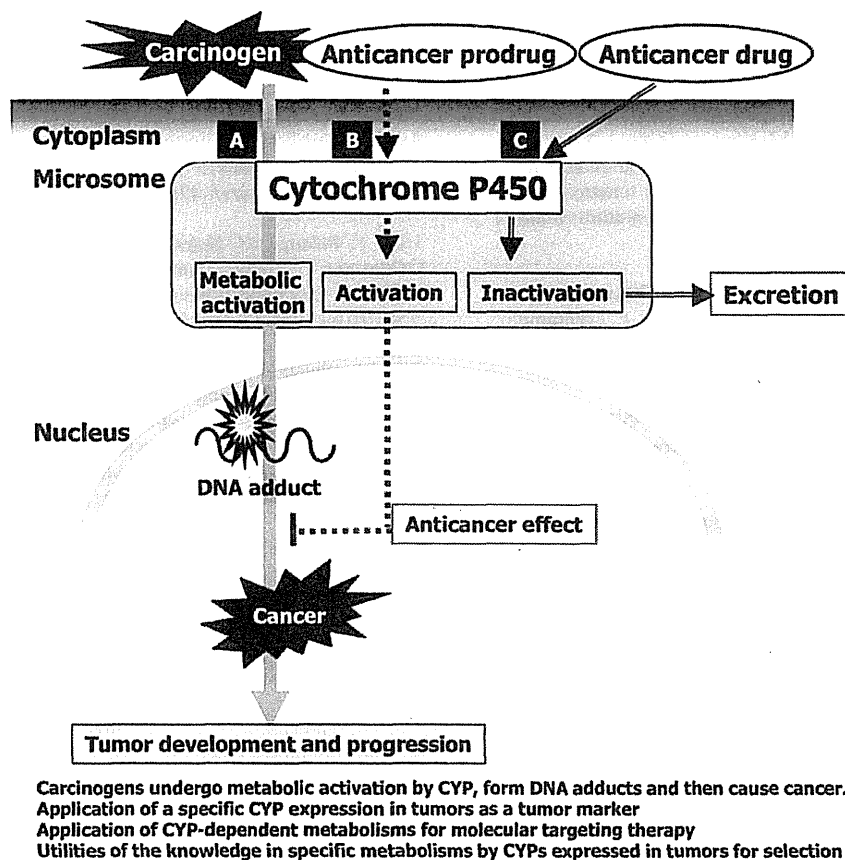 Carcinogen
Anticancer prodrug
Anticancer drug
Cytoplasm
A
B
C
Microsome
Cytochrome P450
Metabolic
activation
Activation
Inactivation
Excretion
Nucleus
DNA adduct
Anticancer effect
Cancer
Tumor development and progression
Carcinogens undergo metabolic activation by CYP, form DNA adducts and then cause cancer.
Application of a specific CYP expression in tumors as a tumor marker
Application of CYP-dependent metabolisms for molecular targeting therapy
Utilities of the knowledge in specific metabolisms by CYPs expressed in tumors for selection